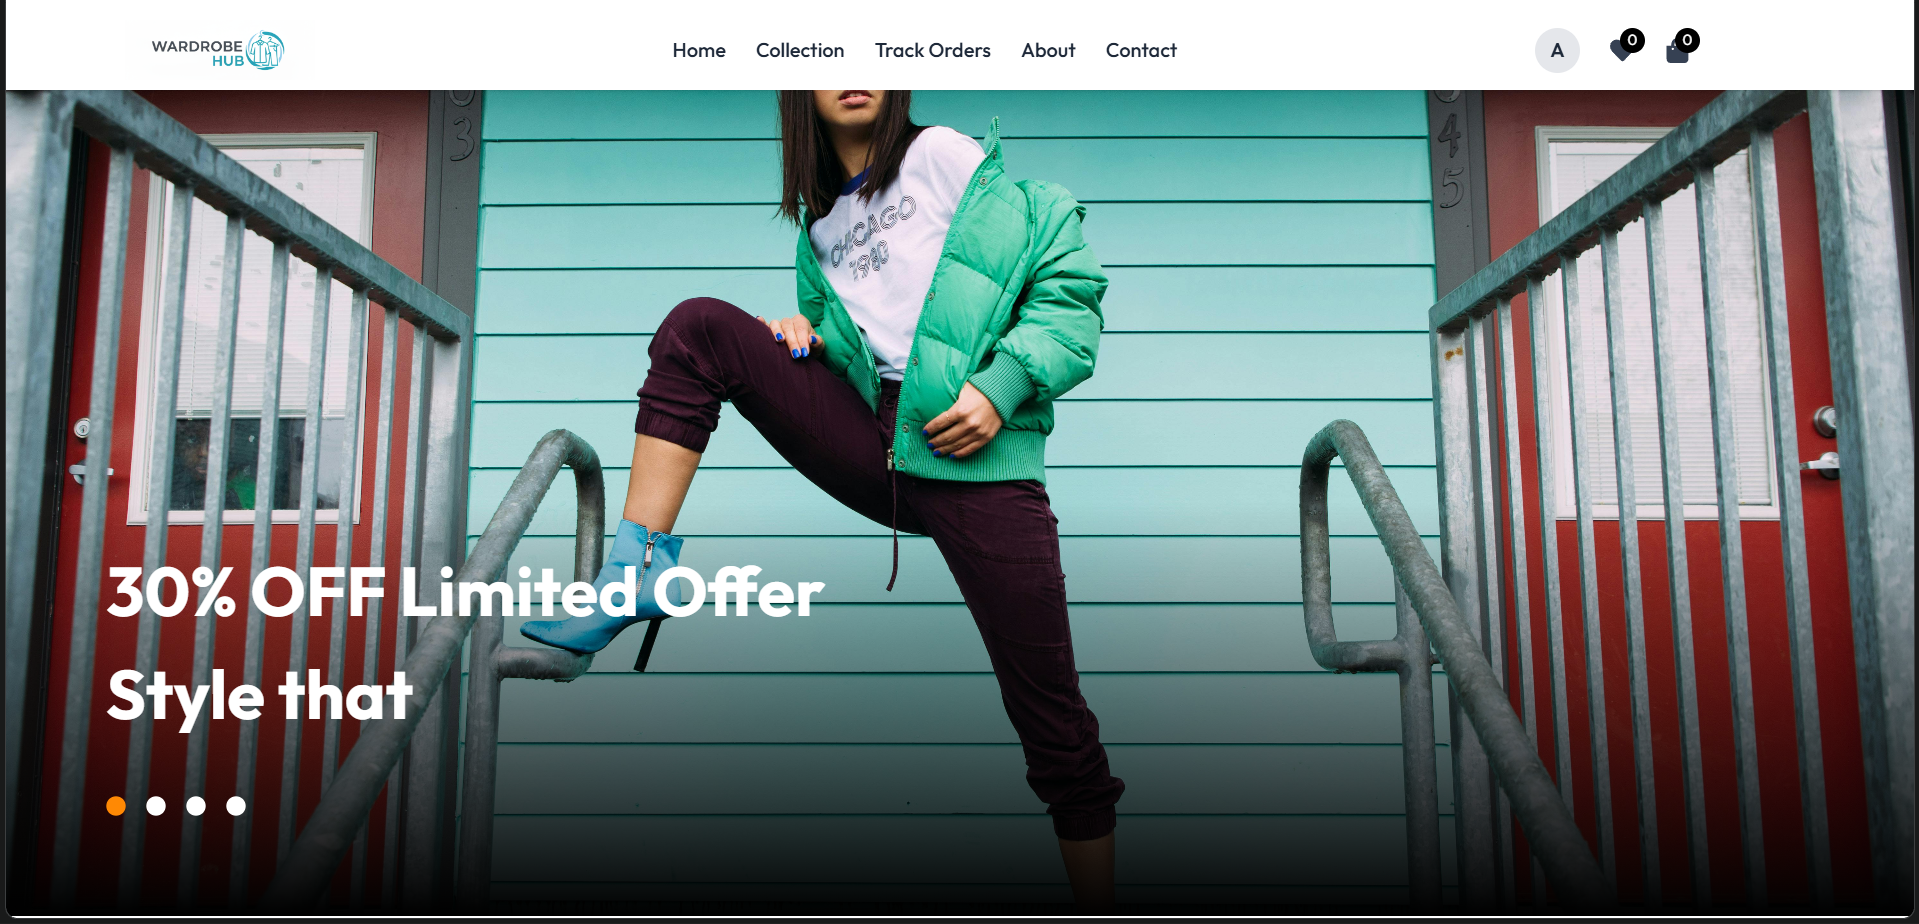 WARDROBE
HUB
Home Collection Track Orders About Contact
A 0 0
3
4
5
CHICAGO
1980
30% OFF Limited Offer
Style that